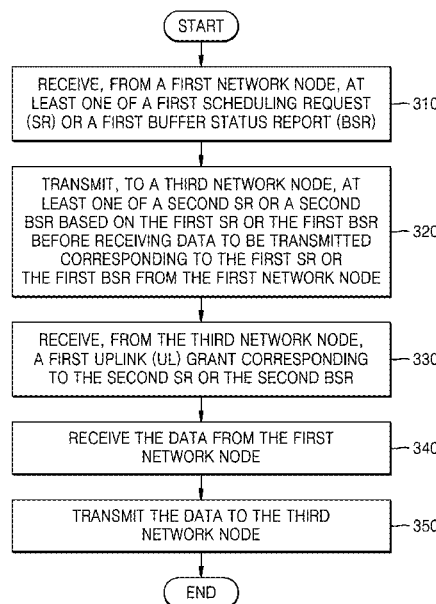 START
RECEIVE, FROM A FIRST NETWORK NODE, AT
LEAST ONE OF A FIRST SCHEDULING REQUEST
(SR) OR A FIRST BUFFER STATUS REPORT (BSR)
310
TRANSMIT, TO A THIRD NETWORK NODE, AT
LEAST ONE OF A SECOND SR OR A SECOND
BSR BASED ON THE FIRST SR OR THE FIRST BSR
BEFORE RECEIVING DATA TO BE TRANSMITTED
CORRESPONDING TO THE FIRST SR OR
THE FIRST BSR FROM THE FIRST NETWORK NODE
320
RECEIVE, FROM THE THIRD NETWORK NODE,
A FIRST UPLINK (UL) GRANT CORRESPONDING
TO THE SECOND SR OR THE SECOND BSR
330
RECEIVE THE DATA FROM THE FIRST
NETWORK NODE
340
TRANSMIT THE DATA TO THE THIRD
NETWORK NODE
350
END